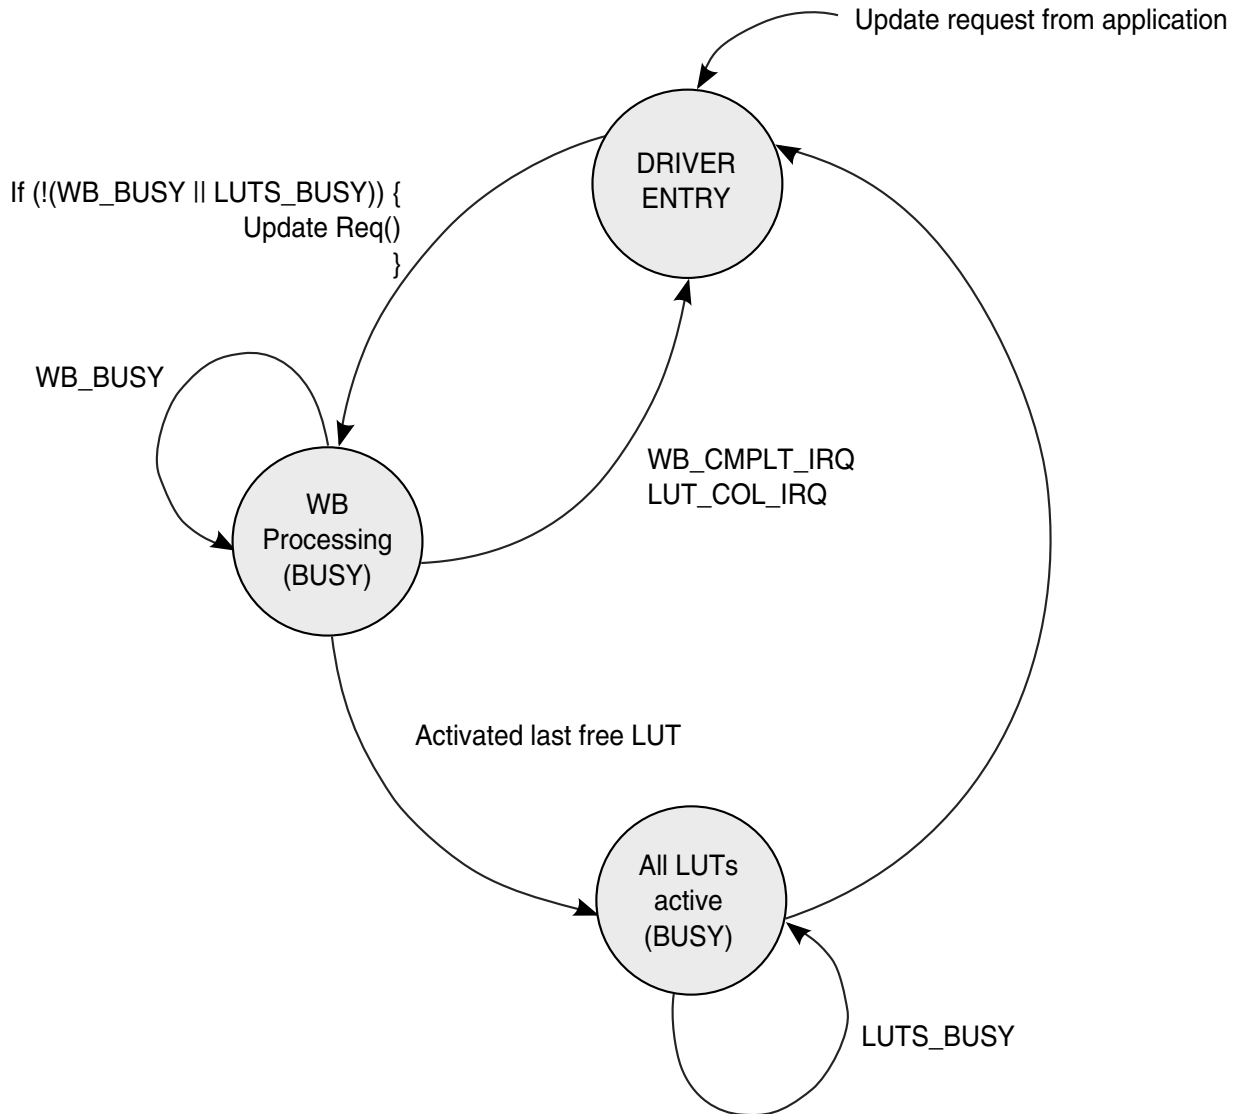 Update request from application
DRIVER
ENTRY
If (!(WB_BUSY || LUTS_BUSY)) {
Update Req()
}
WB_BUSY
WB_CMPLT_IRQ
LUT_COL_IRQ
WB
Processing
(BUSY)
Activated last free LUT
All LUTs
active
(BUSY)
LUTS_BUSY